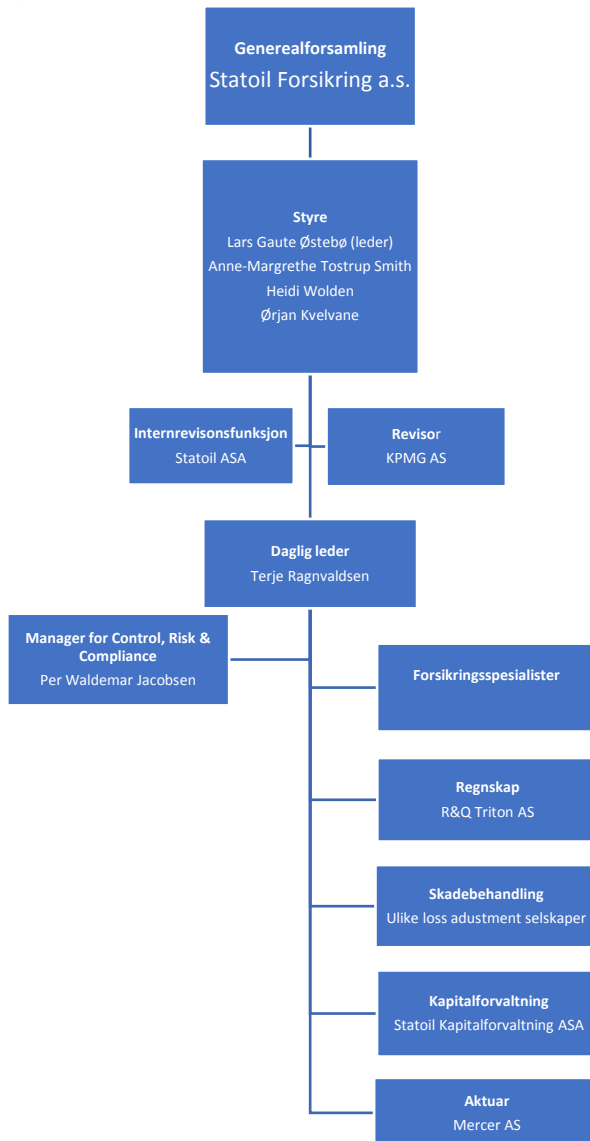 Generealforsamling
Statoil Forsikring a.s.
Styre
Lars Gaute Østebø (leder)
Anne-Margrethe Tostrup Smith
Heidi Wolden
Ørjan Kvelvane
Internrevisonsfunksjon
Statoil ASA
Revisor
KPMG AS
Daglig leder
Terje Ragnvaldsen
Manager for Control, Risk &
Compliance
Per Waldemar Jacobsen
Forsikringsspesialister
Regnskap
R&Q Triton AS
Skadebehandling
Ulike loss adustment selskaper
Kapitalforvaltning
Statoil Kapitalforvaltning ASA
Aktuar
Mercer AS